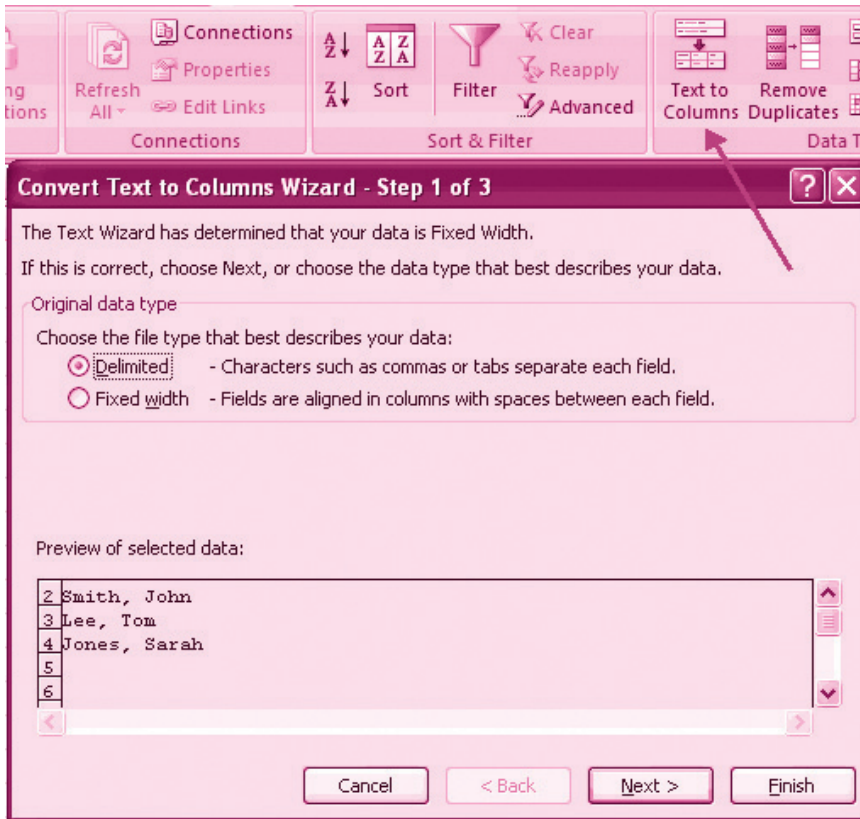 Connections
Properties
Edit Links
Refresh
All
Connections
A
Z
Z
A
A Z
Z A
Sort
Filter
Clear
Reapply
Advanced
Sort & Filter
Text to
Columns
Remove
Duplicates
Data T
ng
tions
Convert Text to Columns Wizard - Step 1 of 3
The Text Wizard has determined that your data is Fixed Width.
If this is correct, choose Next, or choose the data type that best describes your data.
Original data type
Choose the file type that best describes your data:
Delimited - Characters such as commas or tabs separate each field.
Fixed width - Fields are aligned in columns with spaces between each field.
Preview of selected data:
2 Smith, John
3 Lee, Tom
4 Jones, Sarah
5
6
Cancel < Back Next > Finish